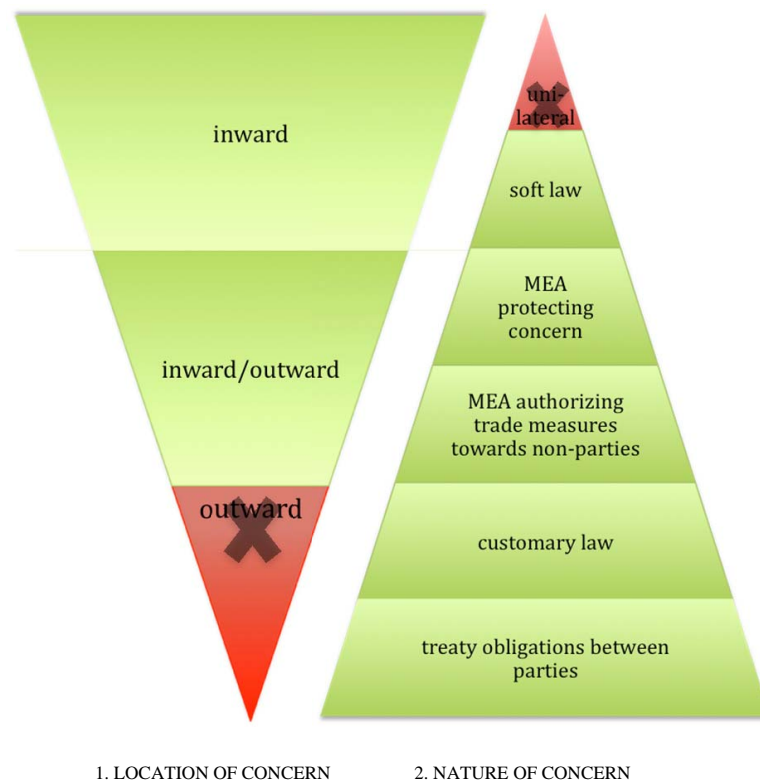 inward
inward/outward
outward
uni-
lateral
soft law
MEA
protecting
concern
MEA authorizing
trade measures
towards non-parties
customary law
treaty obligations between
parties
1. LOCATION OF CONCERN
2. NATURE OF CONCERN